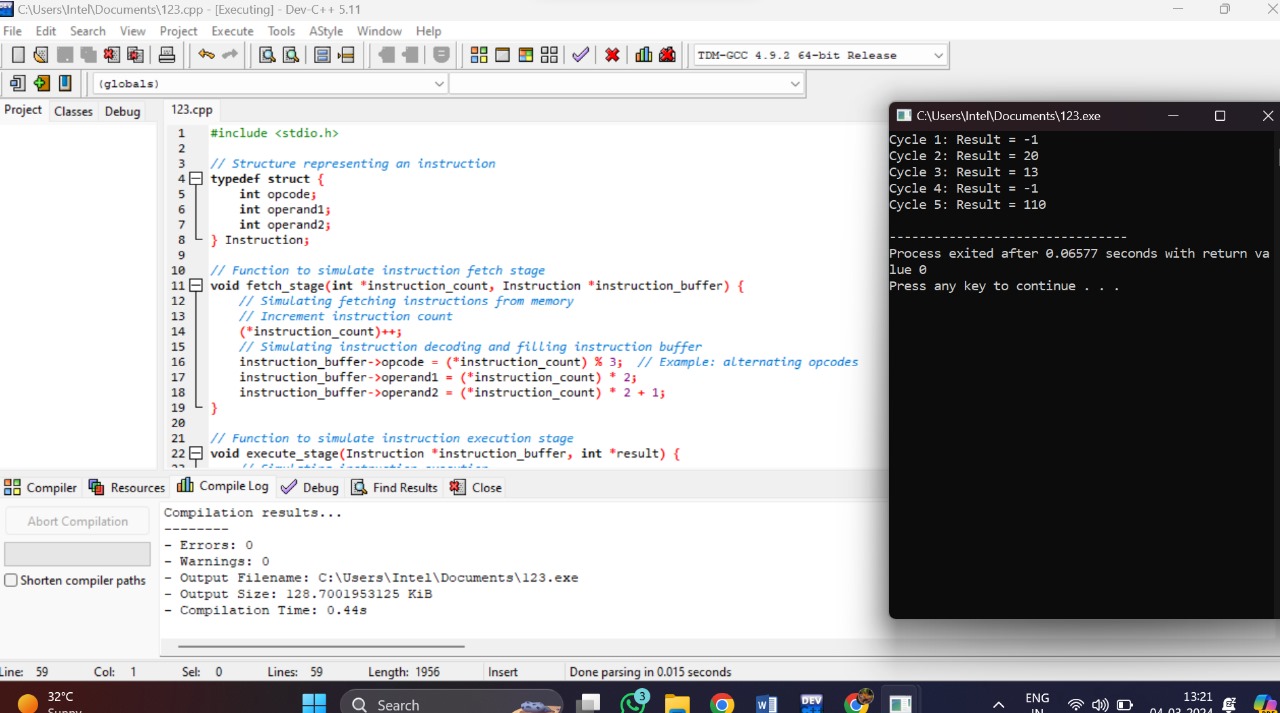 C:\Users\Intel\Documents\123.cpp - [Executing] - Dev-C++ 5.11
File Edit Search View Project Execute Tools AStyle Window Help
TDM-GCC 4.9.2 64-bit Release
(globals)
Project Classes Debug
123.cpp
1 #include <stdio.h>
2
3 // Structure representing an instruction
4 typedef struct {
5 int opcode;
6 int operand1;
7 int operand2;
8 } Instruction;
9
10 // Function to simulate instruction fetch stage
11 void fetch_stage(int *instruction_count, Instruction *instruction_buffer) {
12 // Simulating fetching instructions from memory
13 // Increment instruction count
14 (*instruction_count)++;
15 // Simulating instruction decoding and filling instruction buffer
16 instruction_buffer->opcode = (*instruction_count) % 3; // Example: alternating opcodes
17 instruction_buffer->operand1 = (*instruction_count) * 2;
18 instruction_buffer->operand2 = (*instruction_count) * 2 + 1;
19 }
20
21 // Function to simulate instruction execution stage
22 void execute_stage(Instruction *instruction_buffer, int *result) {
C:\Users\Intel\Documents\123.exe
Cycle 1: Result = -1
Cycle 2: Result = 20
Cycle 3: Result = 13
Cycle 4: Result = -1
Cycle 5: Result = 110
--------------------------------
Process exited after 0.06577 seconds with return va
lue 0
Press any key to continue . . .
Compiler Resources Compile Log Debug Find Results Close
Abort Compilation
Shorten compiler paths
Compilation results...
--------
- Errors: 0
- Warnings: 0
- Output Filename: C:\Users\Intel\Documents\123.exe
- Output Size: 128.7001953125 KiB
- Compilation Time: 0.44s
Line: 59 Col: 1 Sel: 0 Lines: 59 Length: 1956 Insert Done parsing in 0.015 seconds
32°C
Sunny
Search
3
DEV
ENG
IN
13:21
04-03-2024